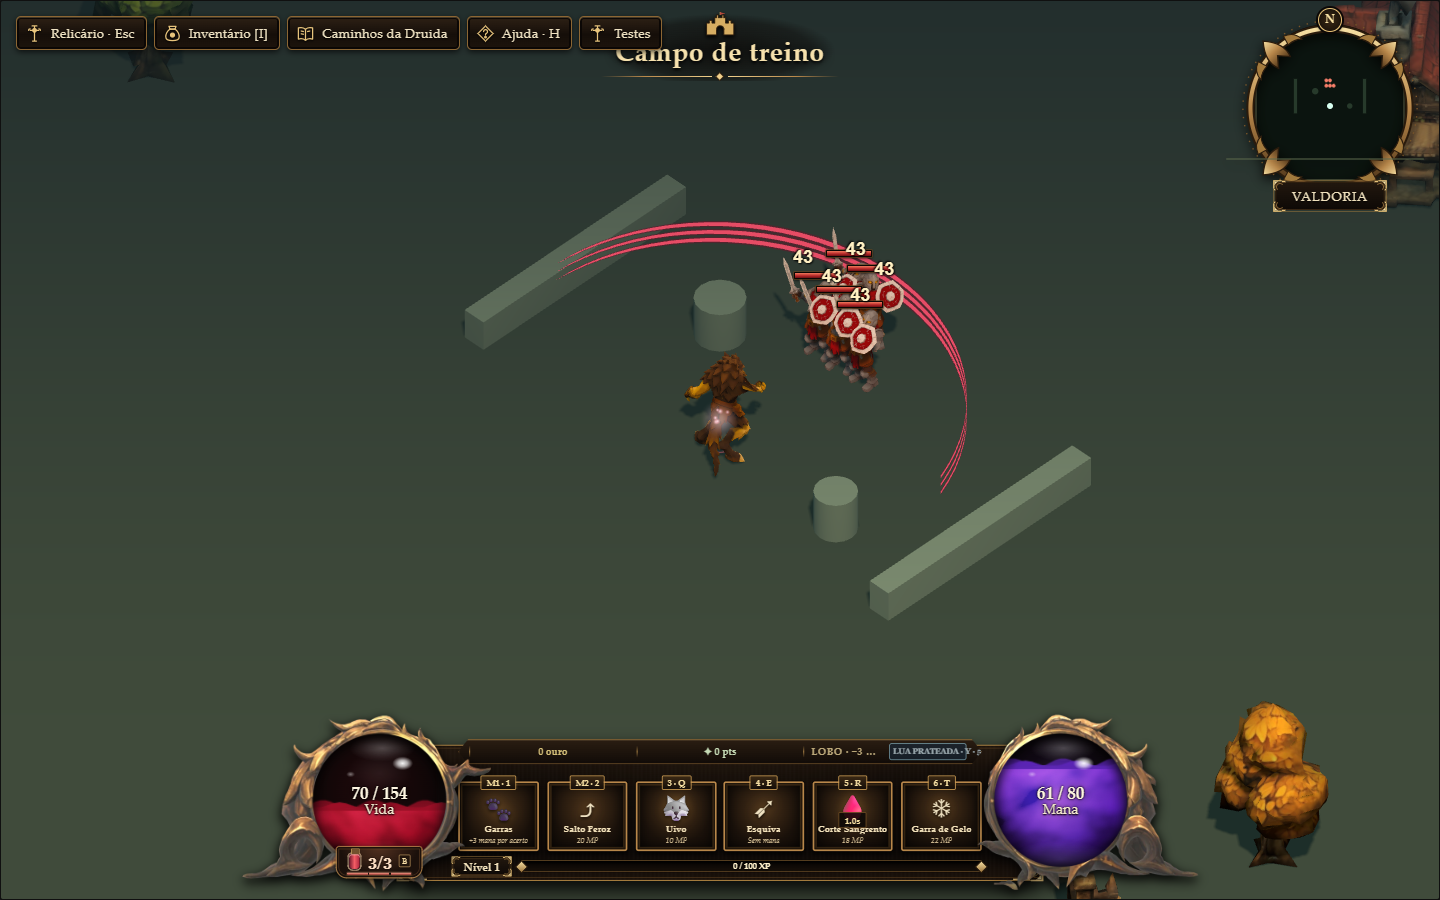 Relicário · Esc
Inventário [I]
Caminhos da Druida
Ajuda · H
Testes
Campo de treino
N
VALDORIA
43
43
43
43
43
0 ouro
0 pts
LOBO · −3 ...
LUA PRATEADA · Y ·
70 / 154
Vida
3/3
B
M1 · 1
Garras
+3 mana por acerto
M2 · 2
Salto Feroz
20 MP
3 · Q
Uivo
10 MP
4 · E
Esquiva
Sem mana
5 · R
1.0s
Corte Sangrento
18 MP
6 · T
Garra de Gelo
22 MP
61 / 80
Mana
Nível 1
0 / 100 XP